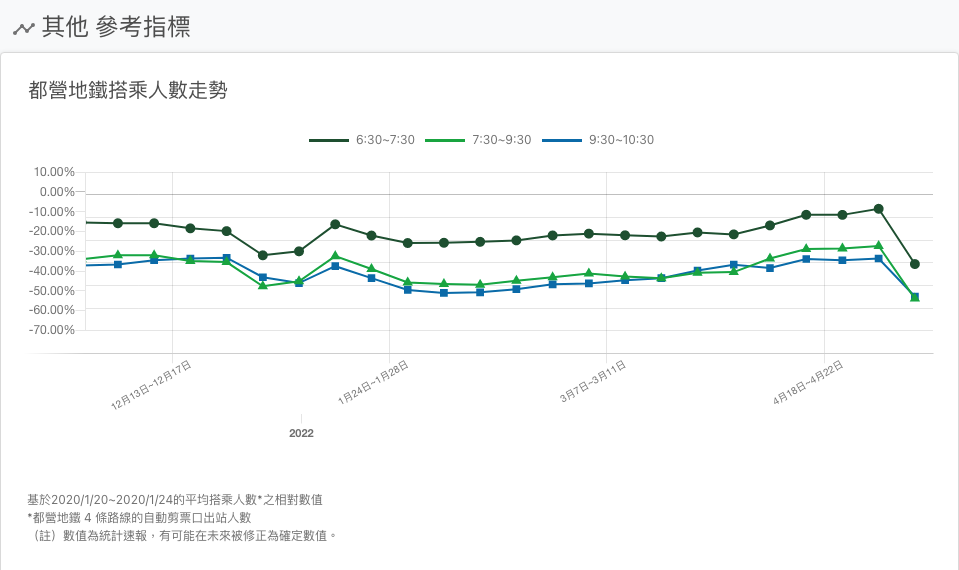 其他 參考指標
都營地鐵搭乘人數走勢
6:30~7:30 7:30~9:30 9:30~10:30
10.00%
0.00%
-10.00%
-20.00%
-30.00%
-40.00%
-50.00%
-60.00%
-70.00%
12月13日~12月17日 1月24日~1月28日 3月7日~3月11日 4月18日~4月22日
2022
基於2020/1/20~2020/1/24的平均搭乘人數*之相對數值
*都營地鐵 4 條路線的自動剪票口出站人數
（註）數值為統計速報，有可能在未來被修正為確定數值。